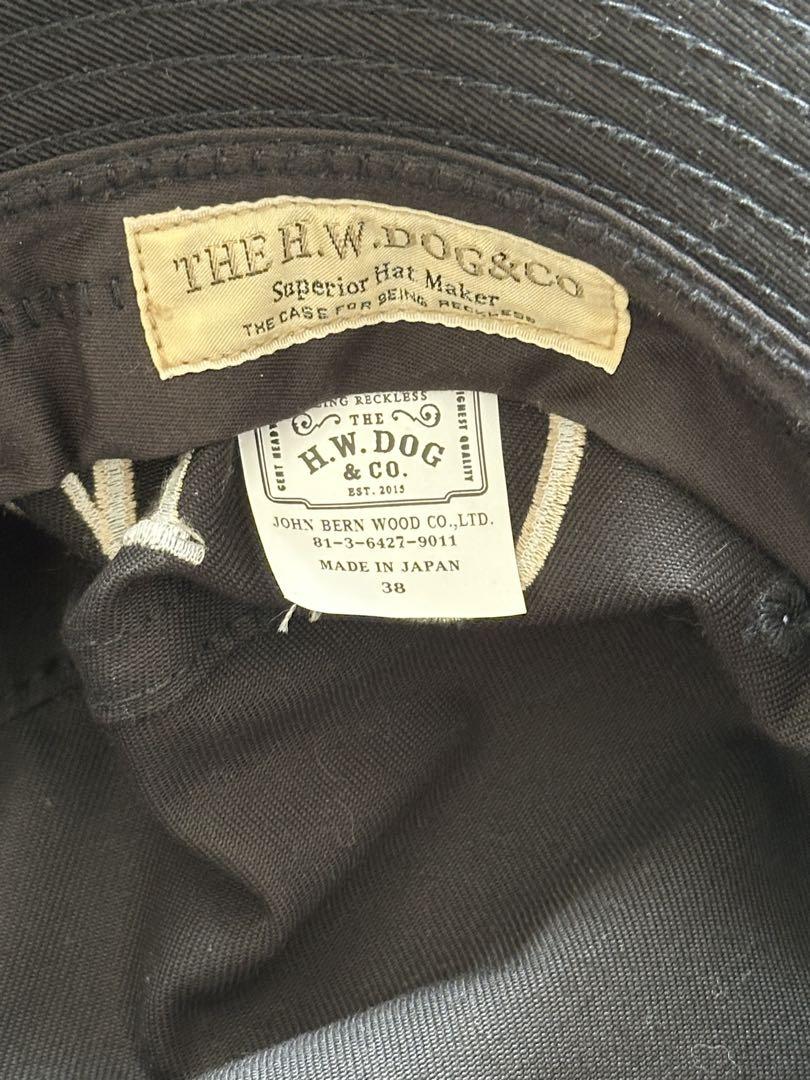 THE H.W.DOG&CO
Superior Hat Maker
THE CASE FOR BEING RECKLESS
RECKLESS
THE
H.W. DOG
& CO.
EST. 2015
JOHN BERN WOOD CO.,LTD.
81-3-6427-9011
MADE IN JAPAN
38